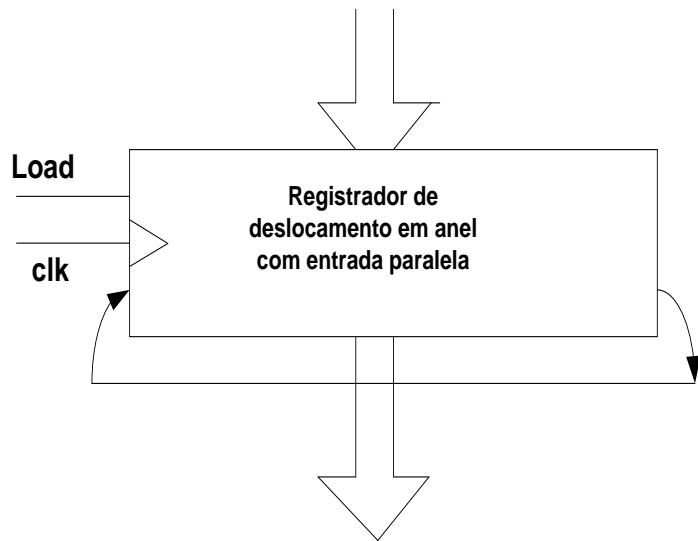 Load
clk
Registrador de
deslocamento em anel
com entrada paralela